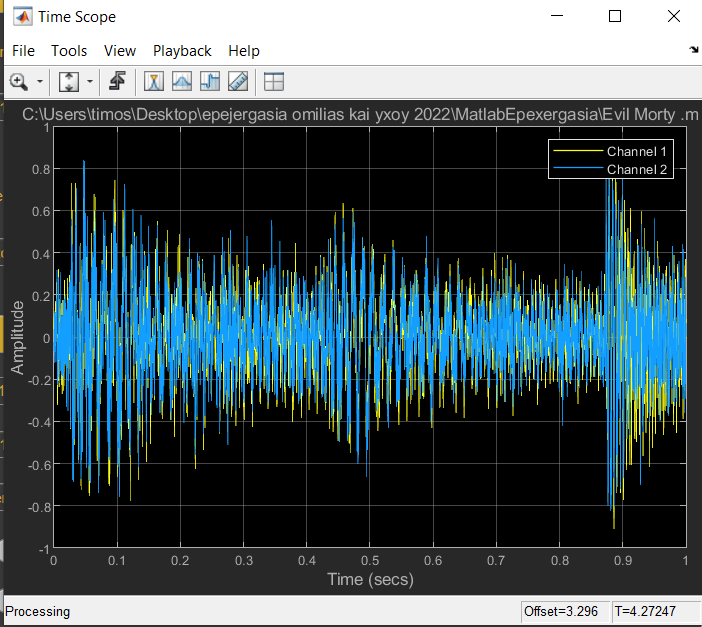 Time Scope
File Tools View Playback Help
C:\Users\timos\Desktop\epejergasia omilias kai yxoy 2022\MatlabEpexergasia\Evil Morty .m
Channel 1
Channel 2
1
0.8
0.6
0.4
0.2
0
-0.2
-0.4
-0.6
-0.8
-1
Amplitude
0 0.1 0.2 0.3 0.4 0.5 0.6 0.7 0.8 0.9 1
Time (secs)
Processing Offset=3.296 T=4.27247